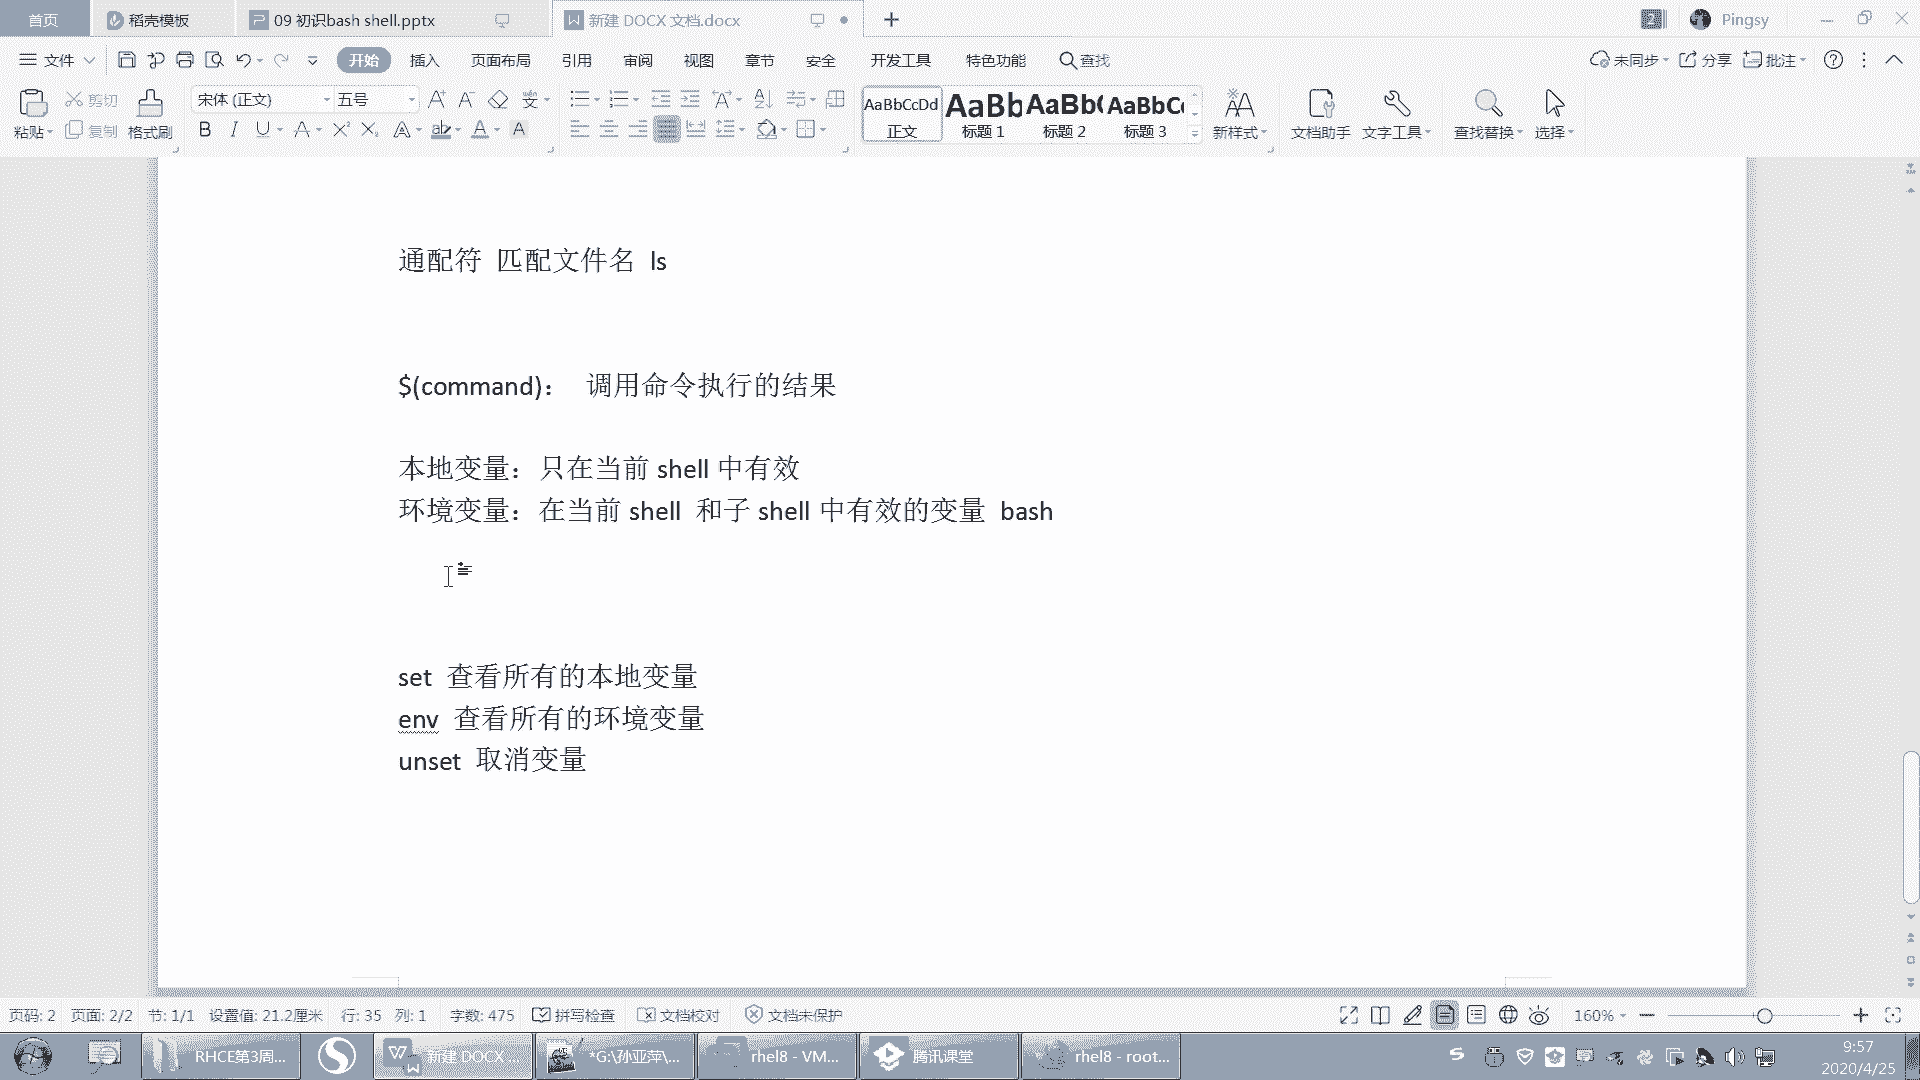 首页
稻壳模板
09 初识bash shell.pptx
新建 DOCX 文档.docx
Pingsy
文件
开始
插入
页面布局
引用
审阅
视图
章节
安全
开发工具
特色功能
查找
未同步
分享
批注
粘贴
剪切
复制
格式刷
宋体 (正文)
五号
AaBbCcDd
正文
AaBb
标题 1
AaBb(
标题 2
AaBbC
标题 3
新样式
文档助手
文字工具
查找替换
选择
通配符 匹配文件名 ls
$(command)： 调用命令执行的结果
本地变量：只在当前 shell 中有效
环境变量：在当前 shell 和子 shell 中有效的变量 bash
set 查看所有的本地变量
env 查看所有的环境变量
unset 取消变量
页码: 2
页面: 2/2
节: 1/1
设置值: 21.2厘米
行: 35
列: 1
字数: 475
拼写检查
文档校对
文档未保护
160%
RHCE第3周...
新建 DOCX ...
*G:\孙亚萍\...
rhel8 - VM...
腾讯课堂
rhel8 - root...
9:57
2020/4/25